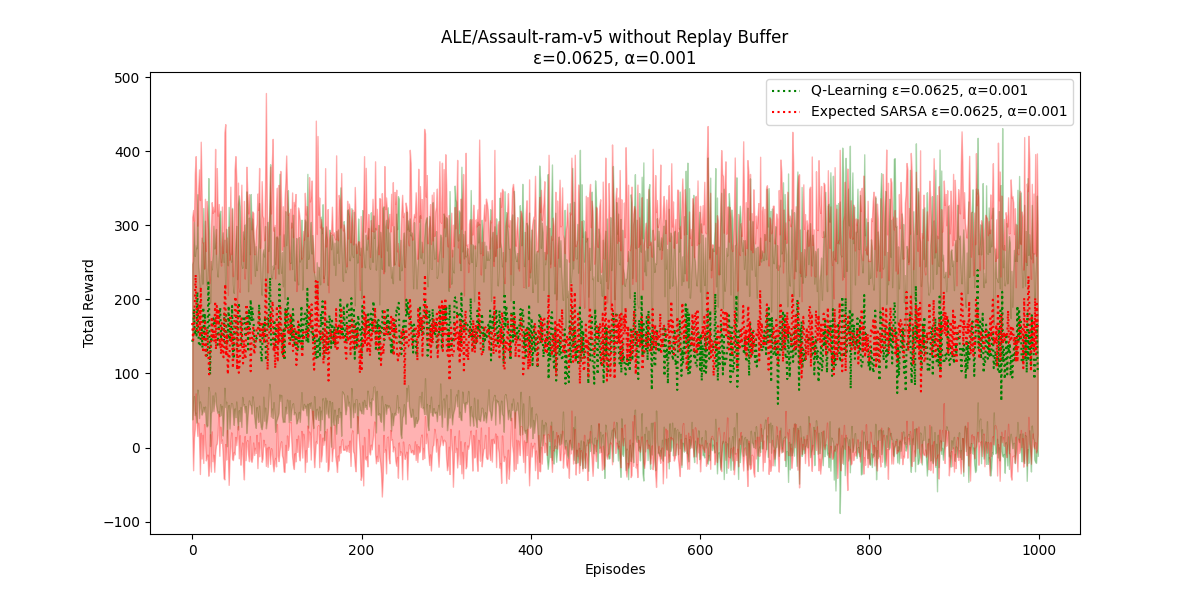 ALE/Assault-ram-v5 without Replay Buffer
ε=0.0625, α=0.001
Q-Learning ε=0.0625, α=0.001
Expected SARSA ε=0.0625, α=0.001
Total Reward
500
400
300
200
100
0
−100
0 200 400 600 800 1000
Episodes